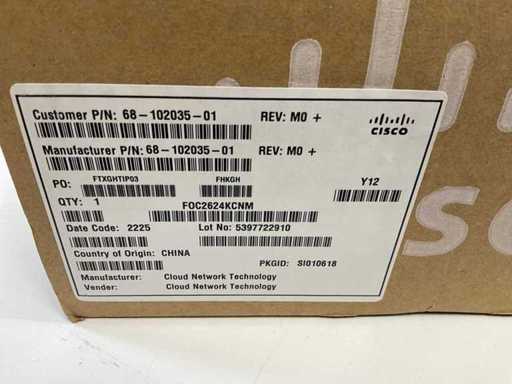 Customer P/N: 68-102035-01 REV: M0 +
CISCO
Manufacturer P/N: 68-102035-01 REV: M0 +
PO: FTXGHTIP03 FHKGH Y12
QTY: 1 FOC2624KCNM
Date Code: 2225 Lot No: 5397722910
Country of Origin: CHINA PKGID: SI010618
Manufacturer: Cloud Network Technology
Vender: Cloud Network Technology